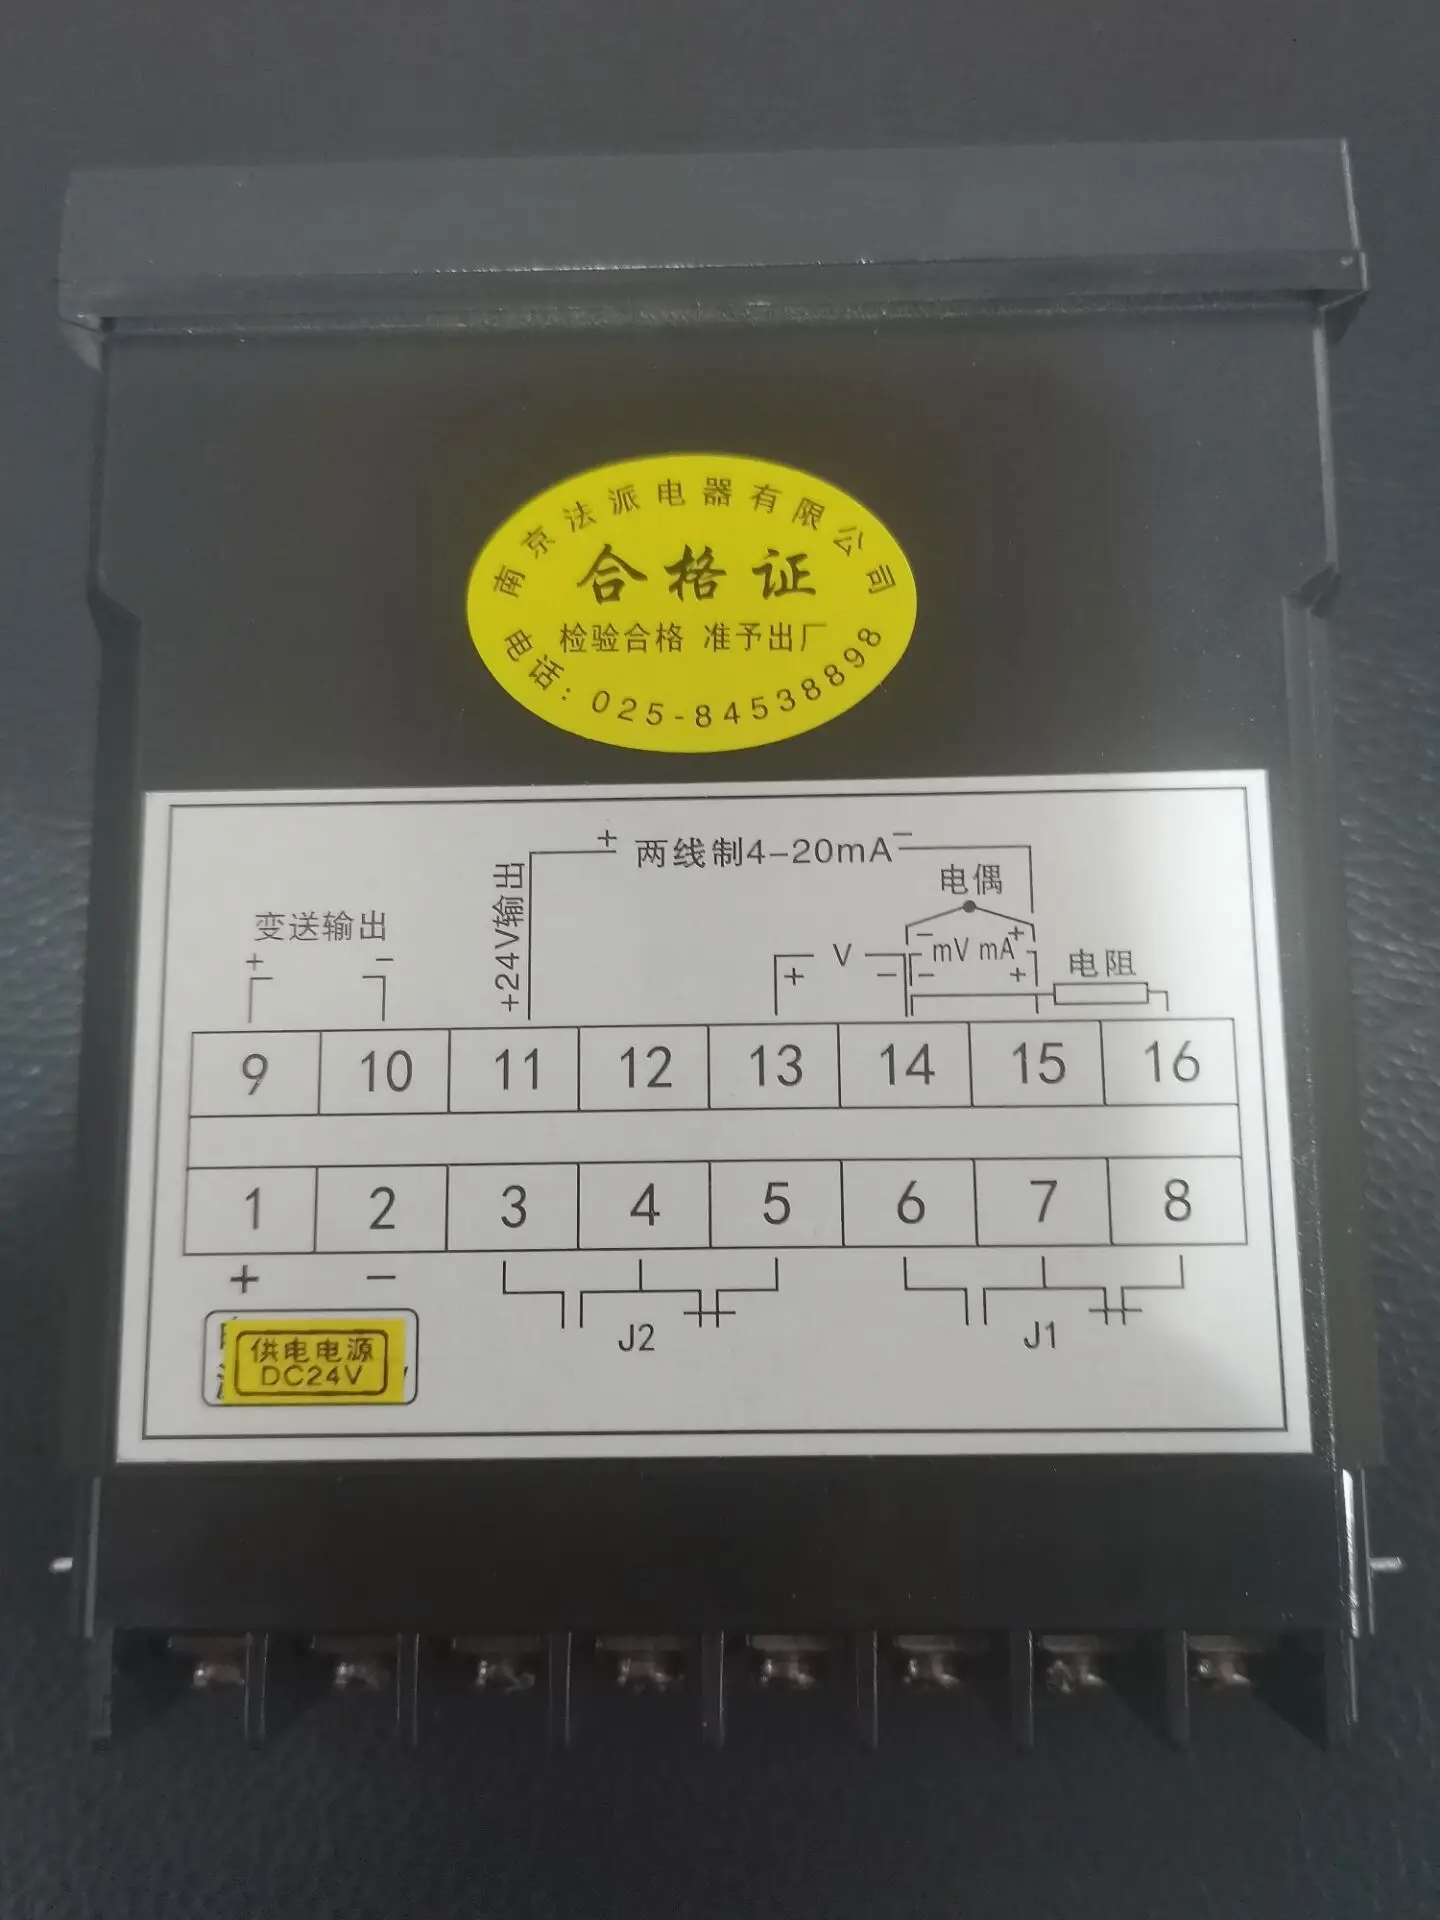 南京法派电器有限公司
合格证
检验合格 准予出厂
电话：025-84538898
+ 两线制4-20mA -
+24V输出
电偶
变送输出
- +
+ -
+ V -
mV mA
- +
电阻
9 10 11 12 13 14 15 16
1 2 3 4 5 6 7 8
+ -
J2 J1
供电电源
DC24V